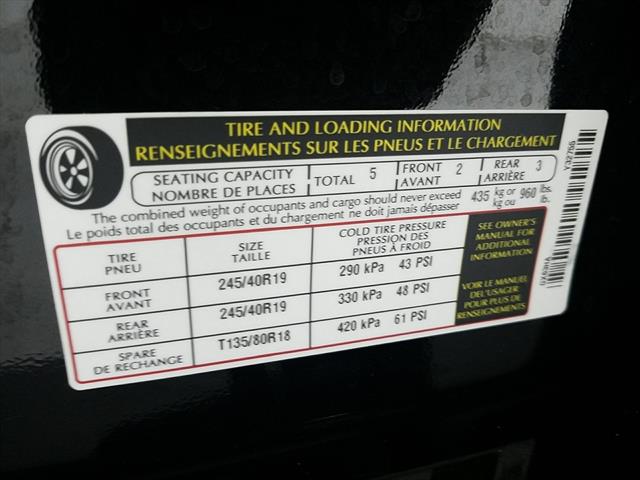 TIRE AND LOADING INFORMATION
RENSEIGNEMENTS SUR LES PNEUS ET LE CHARGEMENT
SEATING CAPACITY
NOMBRE DE PLACES
TOTAL 5
FRONT
AVANT 2
REAR
ARRIÈRE 3
The combined weight of occupants and cargo should never exceed 435 kg or 960 lbs.
Le poids total des occupants et du chargement ne doit jamais dépasser kg ou lb.
TIRE
PNEU
SIZE
TAILLE
COLD TIRE PRESSURE
PRESSION DES
PNEUS À FROID
FRONT
AVANT
245/40R19
290 kPa 43 PSI
REAR
ARRIÈRE
245/40R19
330 kPa 48 PSI
SPARE
DE RECHANGE
T135/80R18
420 kPa 61 PSI
SEE OWNER'S
MANUAL FOR
ADDITIONAL
INFORMATION
VOIR LE MANUEL
DEL'USAGER
POUR PLUS DE
RENSEIGNEMENTS
Y32766